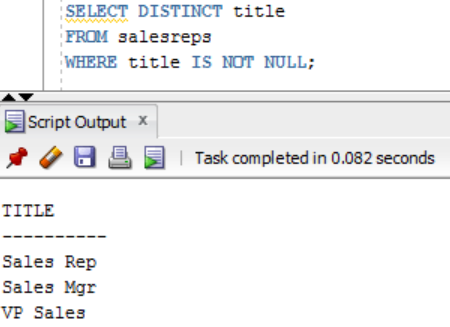 SELECT DISTINCT title
FROM salesreps
WHERE title IS NOT NULL;
Script Output x
Task completed in 0.082 seconds
TITLE
----------
Sales Rep
Sales Mgr
VP Sales